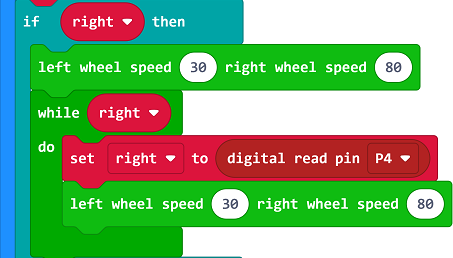 if right then
left wheel speed 30 right wheel speed 80
while right
do
set right to digital read pin P4
left wheel speed 30 right wheel speed 80